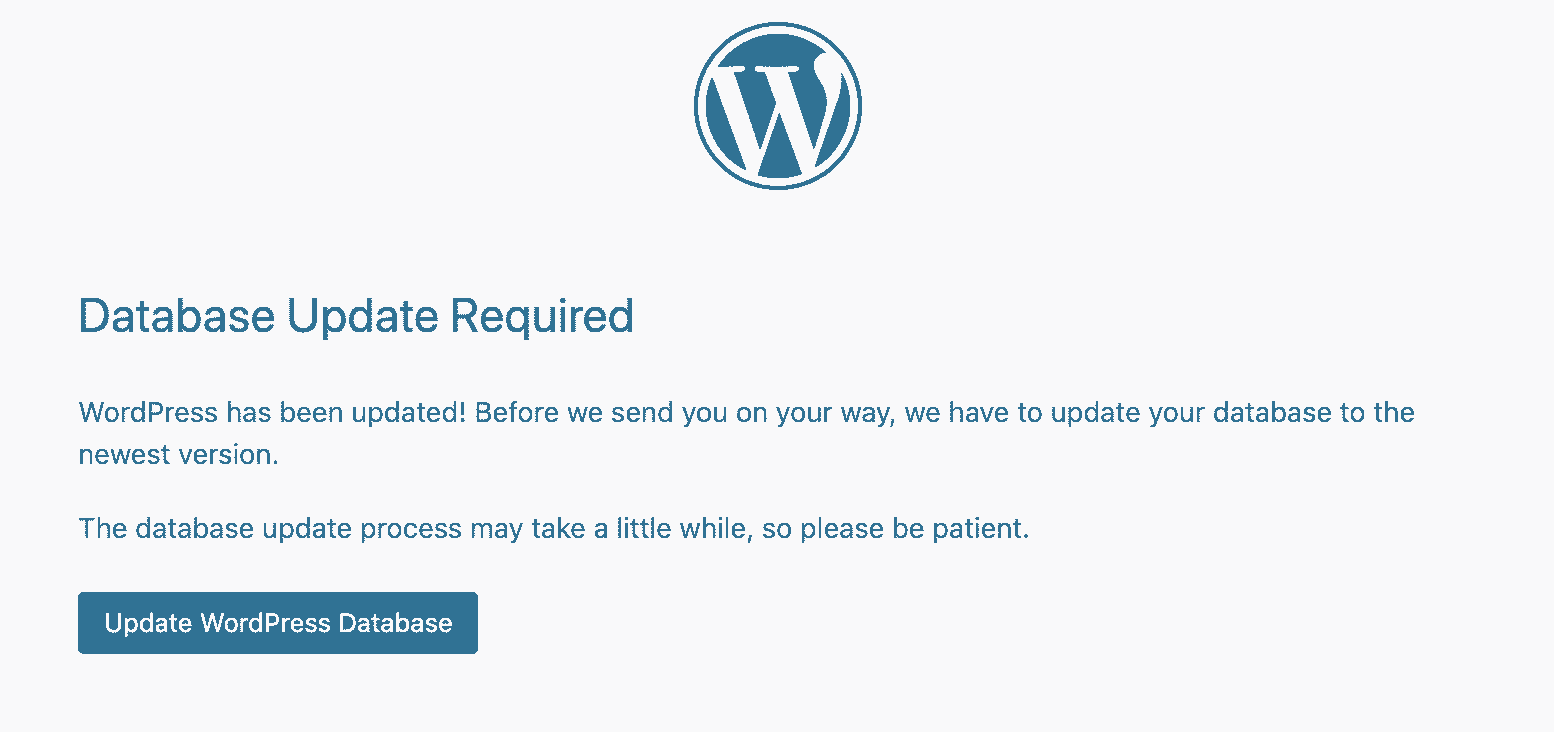 Database Update Required
WordPress has been updated! Before we send you on your way, we have to update your database to the
newest version.
The database update process may take a little while, so please be patient.
Update WordPress Database